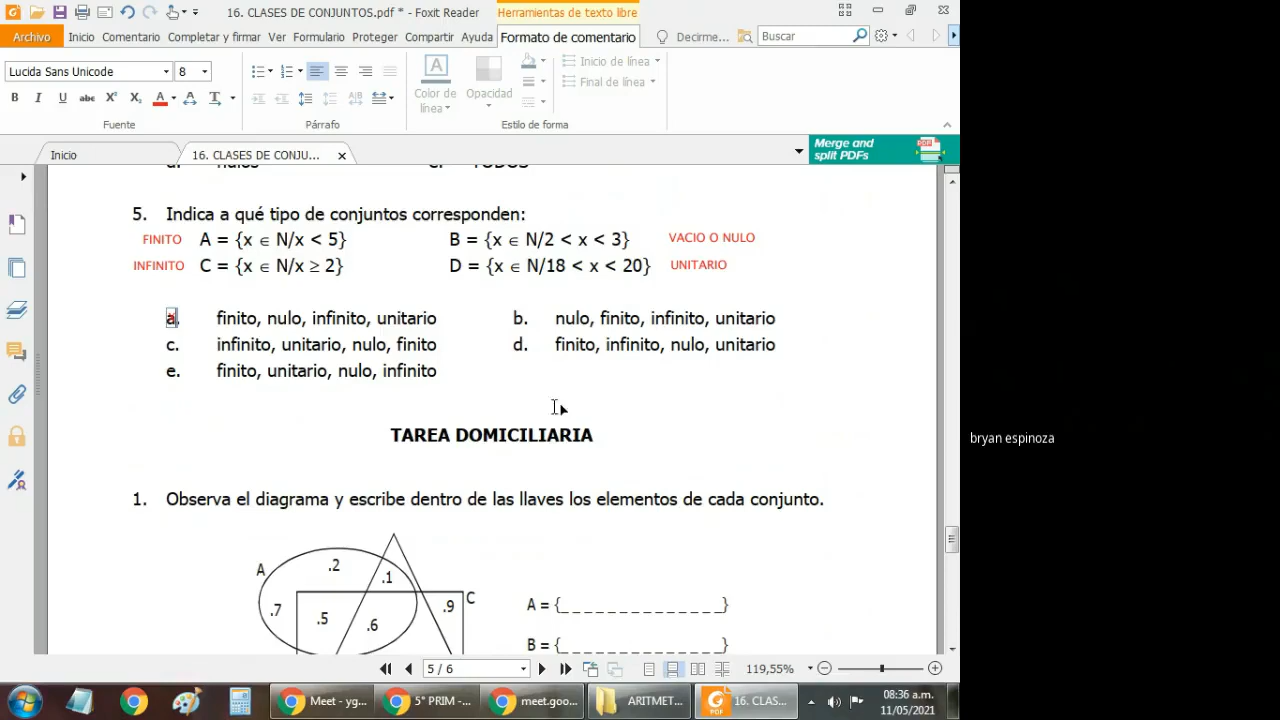 16. CLASES DE CONJUNTOS.pdf * - Foxit Reader
Herramientas de texto libre
Archivo Inicio Comentario Completar y firmar Ver Formulario Proteger Compartir Ayuda Formato de comentario Decirme... Buscar
Lucida Sans Unicode 8
Color de línea Opacidad
Inicio de línea
Final de línea
Fuente Párrafo Estilo de forma
Inicio 16. CLASES DE CONJU...
Merge and
split PDFs
5. Indica a qué tipo de conjuntos corresponden:
FINITO A = {x ∈ N/x < 5} B = {x ∈ N/2 < x < 3} VACIO O NULO
INFINITO C = {x ∈ N/x ≥ 2} D = {x ∈ N/18 < x < 20} UNITARIO
a. finito, nulo, infinito, unitario b. nulo, finito, infinito, unitario
c. infinito, unitario, nulo, finito d. finito, infinito, nulo, unitario
e. finito, unitario, nulo, infinito
TAREA DOMICILIARIA
1. Observa el diagrama y escribe dentro de las llaves los elementos de cada conjunto.
A .2 .1 C
.7 .5 .6 .9
A = {_ _ _ _ _ _ _ _ _ _ _ _ _ _}
B = {_ _ _ _ _ _ _ _ _ _ _ _ _ _}
5 / 6 119,55%
Meet - yg... 5° PRIM -... meet.goo... ARITMET... 16. CLAS...
08:36 a.m.
11/05/2021
bryan espinoza